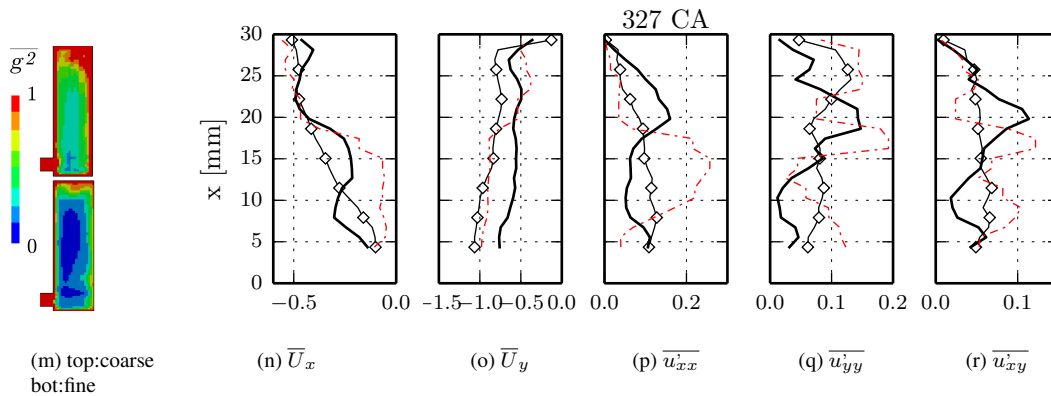 327 CA
g²
1
0
x [mm]
30
25
20
15
10
5
0
−0.5 0.0
−1.5 −1.0 −0.5 0.0
0.0 0.2
0.0 0.1 0.2
0.0 0.1
(m) top:coarse
bot:fine
(n) U̅x
(o) U̅y
(p) u'xx
(q) u'yy
(r) u'xy